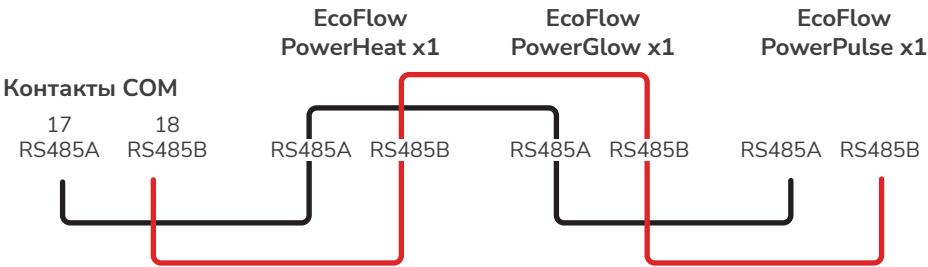 EcoFlow
PowerHeat x1
EcoFlow
PowerGlow x1
EcoFlow
PowerPulse x1
Контакты COM
17
RS485A
18
RS485B
RS485A RS485B
RS485A RS485B
RS485A RS485B